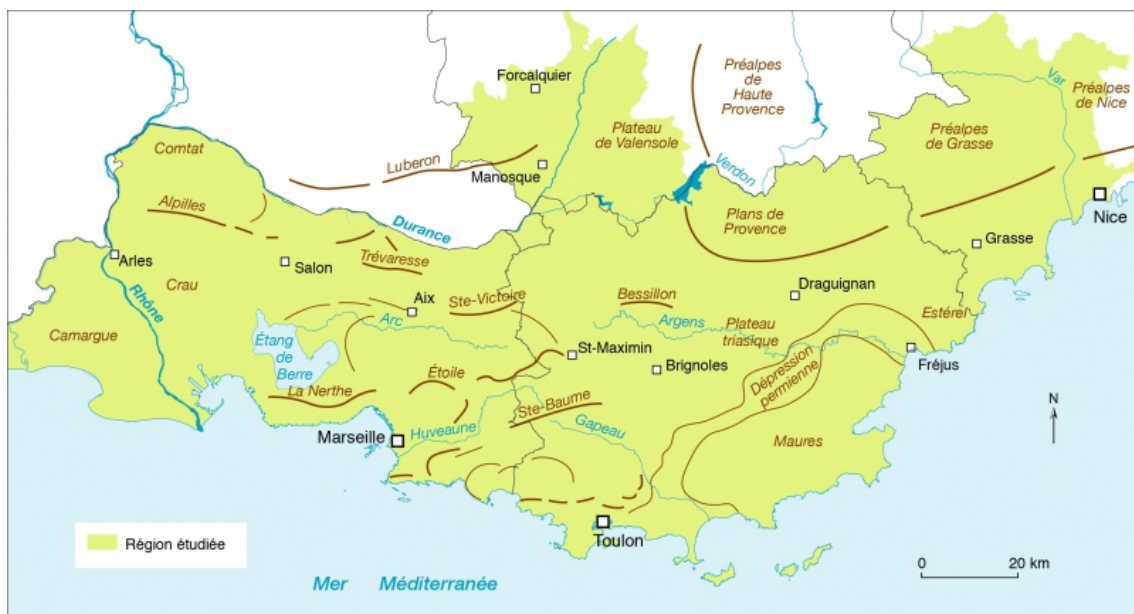 Forcalquier
Préalpes
de
Haute
Provence
Var
Préalpes
de Nice
Comtat
Plateau
de Valensole
Préalpes
de Grasse
Luberon
Manosque
Verdon
Alpilles
Durance
Plans de
Provence
Nice
Arles
Salon
Trévaresse
Grasse
Crau
Rhône
Aix
Ste-Victoire
Bessillon
Draguignan
Camargue
Arc
Argens
Plateau
triasique
Estérel
Étang
de
Berre
St-Maximin
Brignoles
Fréjus
La Nerthe
Étoile
Dépression
permienne
Ste-Baume
Marseille
Huveaune
Gapeau
Maures
N
Toulon
Région étudiée
Mer Méditerranée
0 20 km